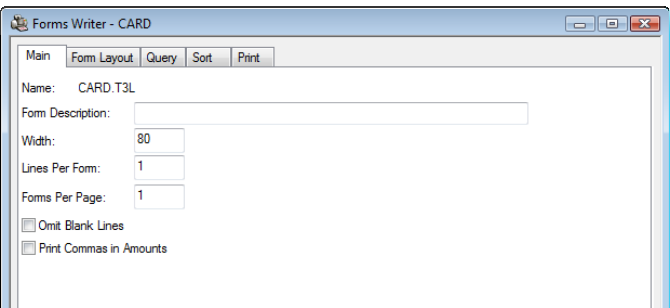 Forms Writer - CARD
Main Form Layout Query Sort Print
Name: CARD.T3L
Form Description:
Width: 80
Lines Per Form: 1
Forms Per Page: 1
Omit Blank Lines
Print Commas in Amounts